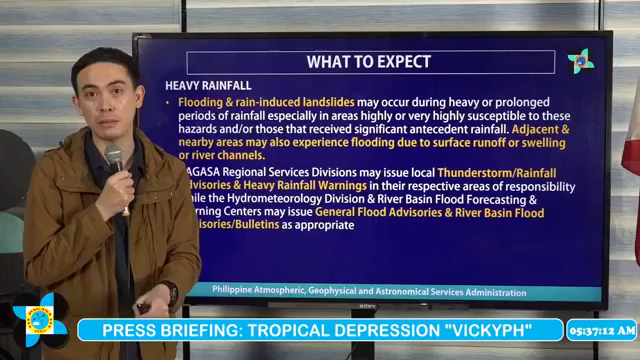 WHAT TO EXPECT
HEAVY RAINFALL
• Flooding & rain-induced landslides may occur during heavy or prolonged
periods of rainfall especially in areas highly or very highly susceptible to these
hazards and/or those that received significant antecedent rainfall. Adjacent &
nearby areas may also experience flooding due to surface runoff or swelling
or river channels.
AGASA Regional Services Divisions may issue local Thunderstorm/Rainfall
dvisories & Heavy Rainfall Warnings in their respective areas of responsibility
hile the Hydrometeorology Division & River Basin Flood Forecasting &
rning Centers may issue General Flood Advisories & River Basin Flood
isories/Bulletins as appropriate
Philippine Atmospheric, Geophysical and Astronomical Services Administration
SONY
PRESS BRIEFING: TROPICAL DEPRESSION "VICKYPH"
05:37:12 AM